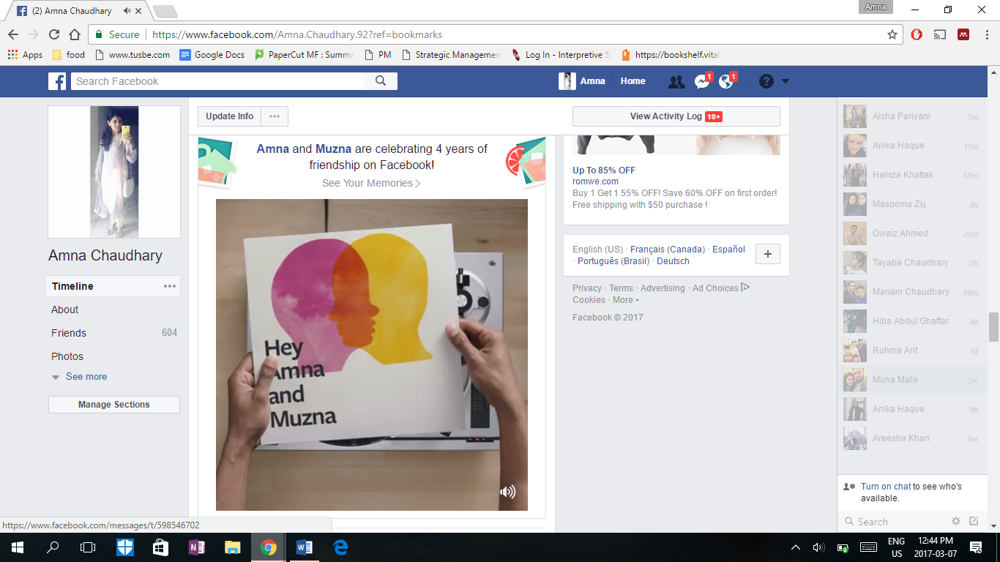 (2) Amna Chaudhary
Amna
Secure
https://www.facebook.com/Amna.Chaudhary.92?ref=bookmarks
Apps
food
www.tusbe.com
Google Docs
PaperCut MF : Summa
PM
Strategic Managemen
Log In - Interpretive S
https://bookshelf.vital
Search Facebook
Amna
Home
1
1
Amna Chaudhary
Timeline
About
Friends 604
Photos
See more
Manage Sections
Update Info
View Activity Log 10+
Amna and Muzna are celebrating 4 years of
friendship on Facebook!
See Your Memories
Hey
Amna
and
Muzna
Up To 85% OFF
romwe.com
Buy 1 Get 1 55% OFF! Save 60% OFF on first order!
Free shipping with $50 purchase !
English (US) · Français (Canada) · Español
· Português (Brasil) · Deutsch
Privacy · Terms · Advertising · Ad Choices ·
Cookies · More
Facebook © 2017
Aisha Pariyani 7m
Anika Haque 11m
Hamza Khattak 18m
Masooma Zsj 4h
Owaiz Ahmed 20m
Tayaba Chaudhary 2h
Mariam Chaudhary 49m
Hiba Abdul Ghaffar 4h
Ruhma Arif 1d
Muna Malik 2m
Anika Haque 9h
Areesha Khan 6m
Turn on chat to see who's
available.
Search
https://www.facebook.com/messages/t/598546702
ENG
US
12:44 PM
2017-03-07